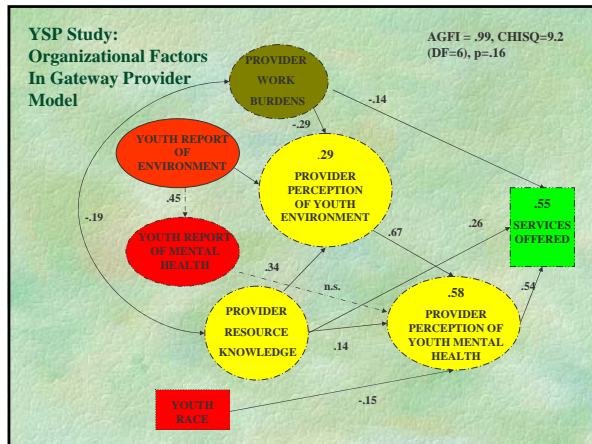 YSP Study:
Organizational Factors
In Gateway Provider
Model
AGFI = .99, CHISQ=9.2
(DF=6), p=.16
PROVIDER
WORK
BURDENS
-.14
-.29
YOUTH REPORT
OF
ENVIRONMENT
.29
PROVIDER
PERCEPTION
OF YOUTH
ENVIRONMENT
.55
SERVICES
OFFERED
.45
-.19
.26
.67
YOUTH REPORT
OF MENTAL
HEALTH
.34
n.s.
.54
.58
PROVIDER
PERCEPTION OF
YOUTH MENTAL
HEALTH
PROVIDER
RESOURCE
KNOWLEDGE
.14
-.15
YOUTH
RACE